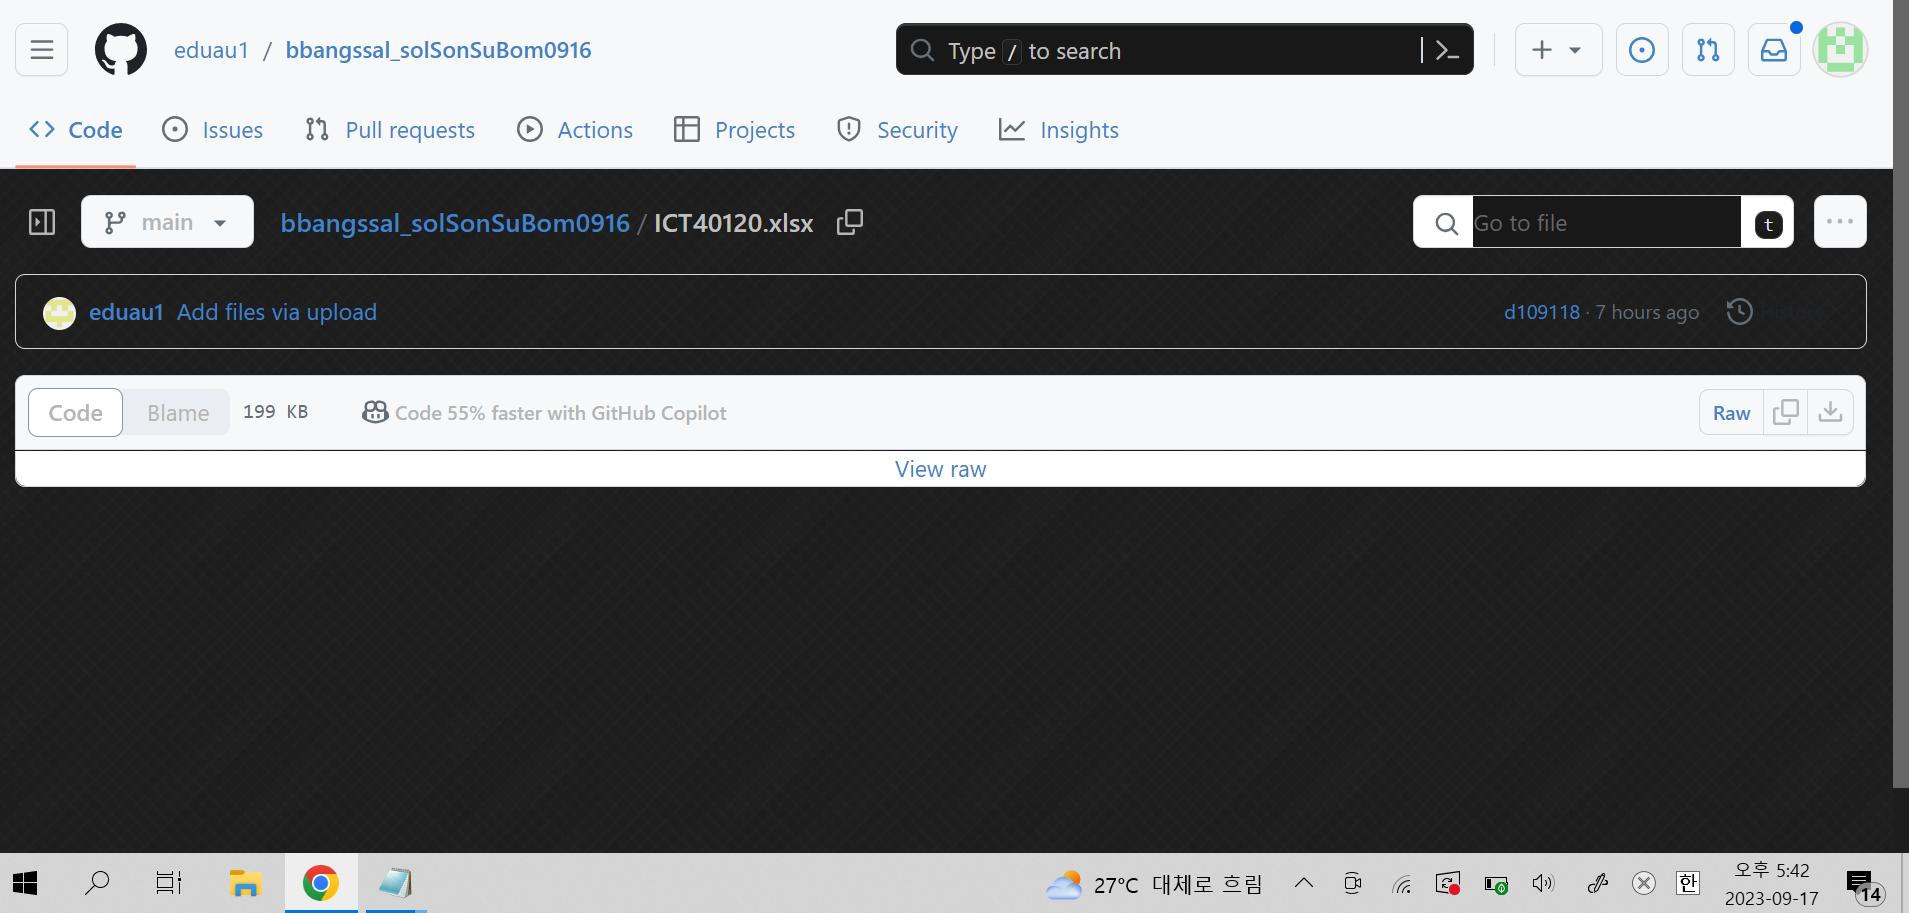 eduau1 / bbangssal_solSonSuBom0916
Type / to search
Code Issues Pull requests Actions Projects Security Insights
main bbangssal_solSonSuBom0916 / ICT40120.xlsx Go to file t
eduau1 Add files via upload d109118 · 7 hours ago
Code Blame 199 KB Code 55% faster with GitHub Copilot Raw
View raw
27°C 대체로 흐림 한 오후 5:42
2023-09-17 14